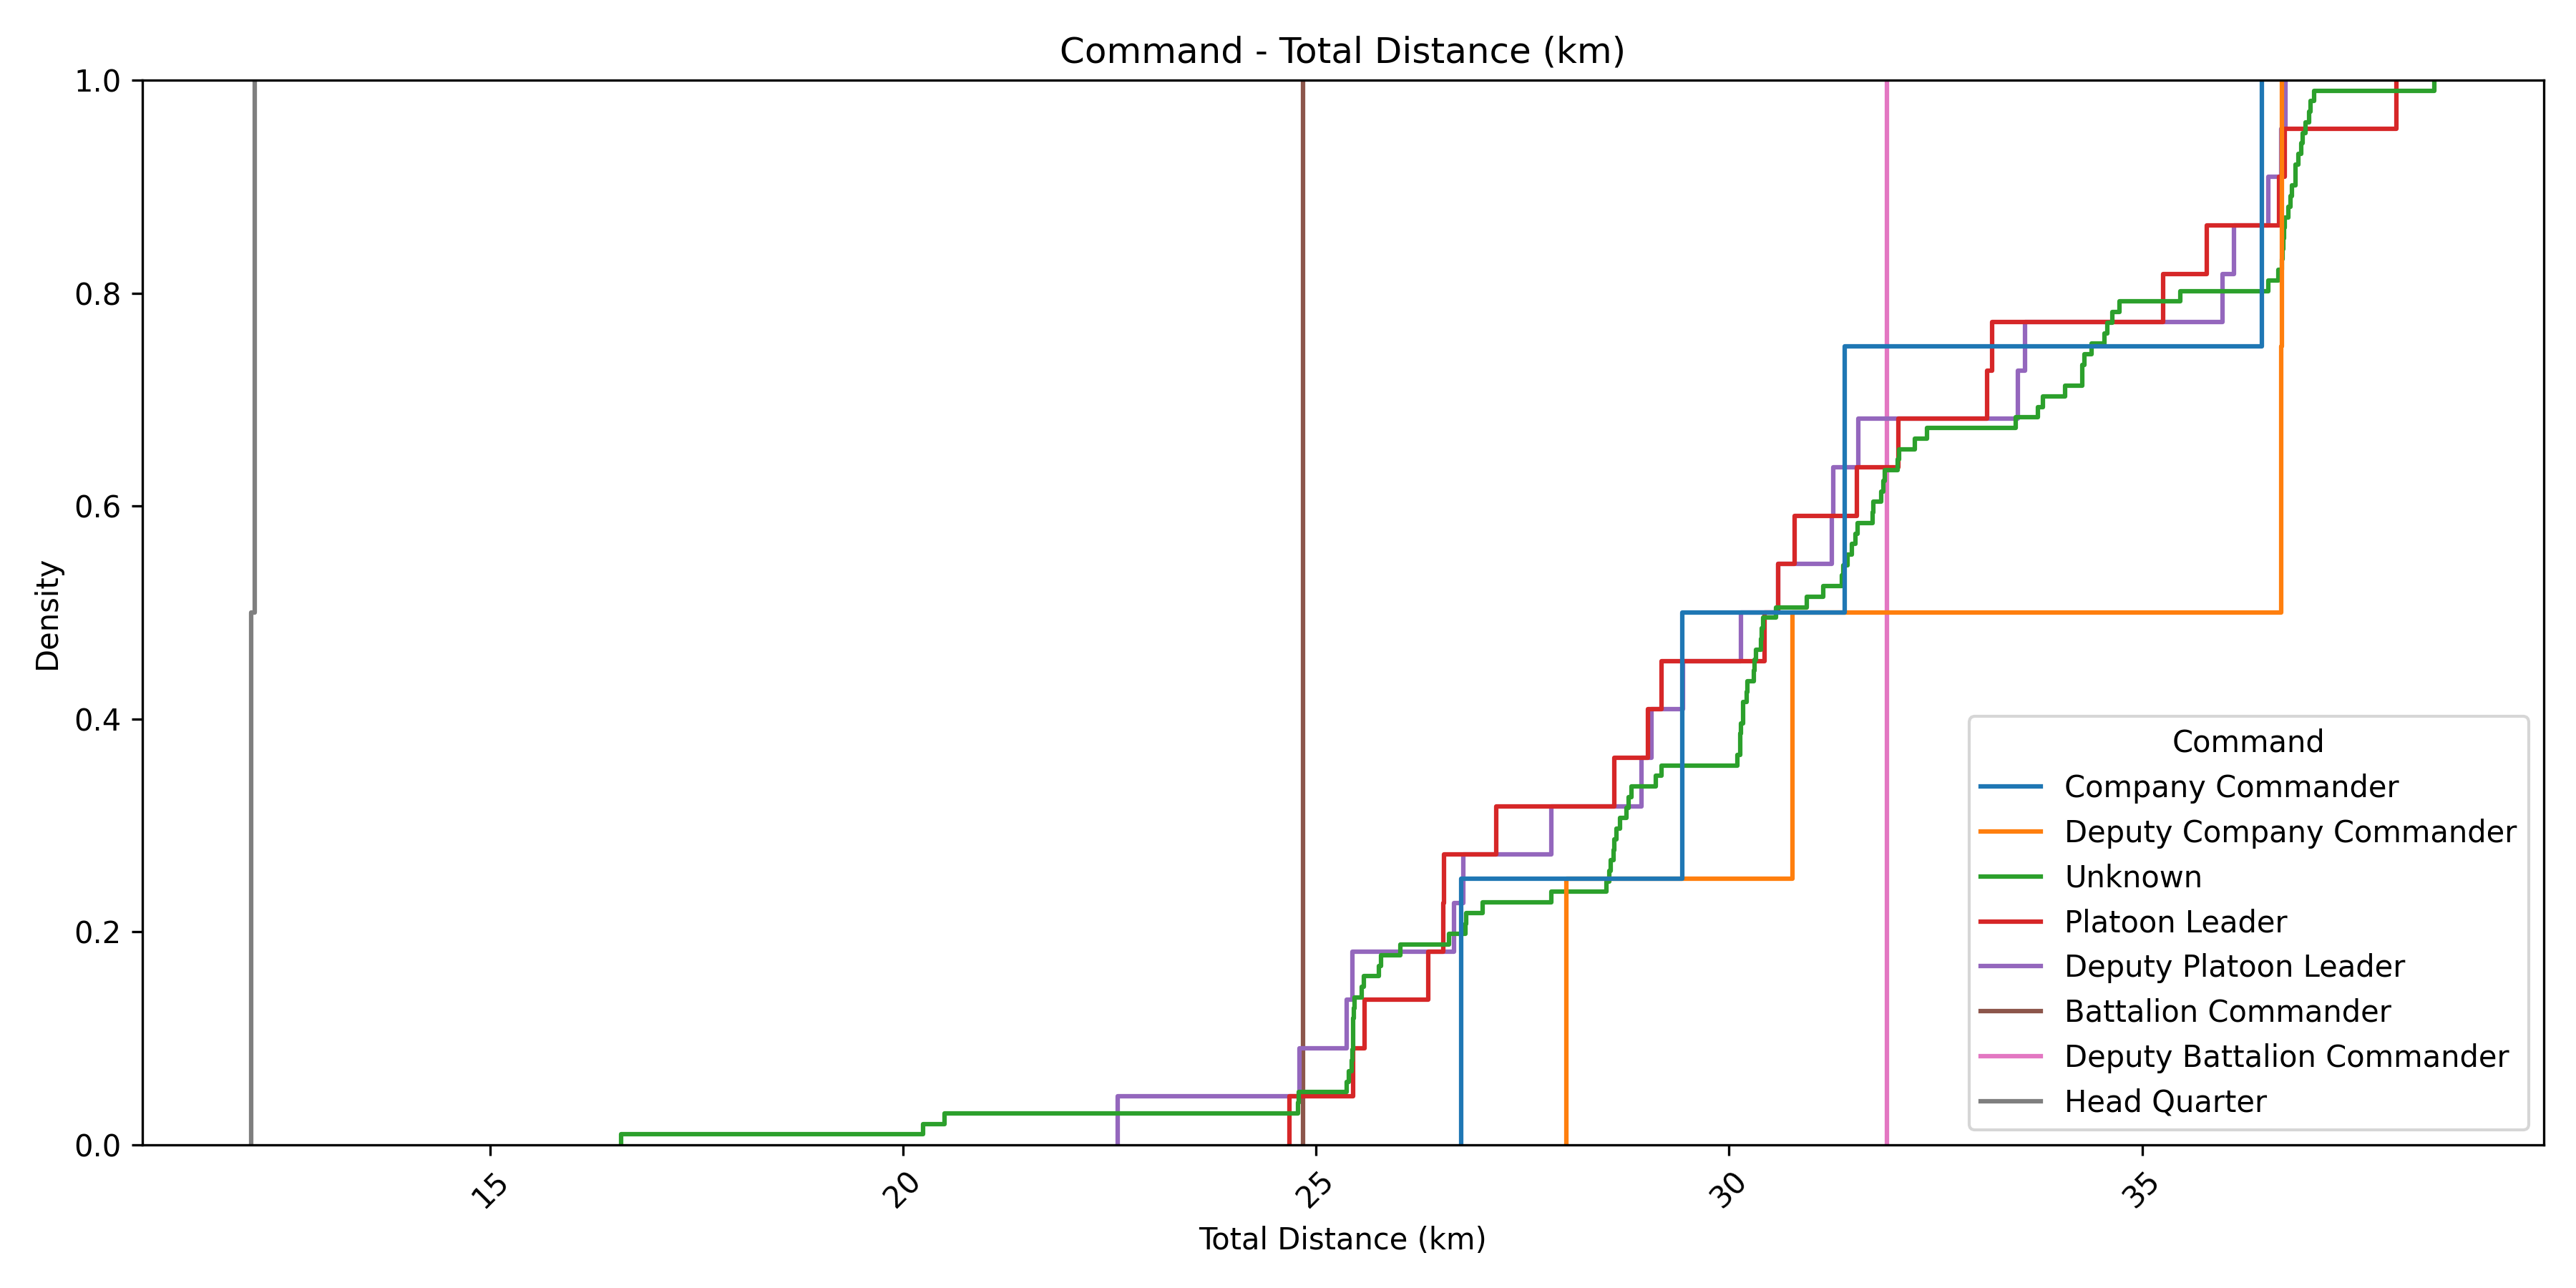 Command - Total Distance (km)
1.0
0.8
0.6
0.4
0.2
0.0
Density
15
20
25
30
35
Total Distance (km)
Command
Company Commander
Deputy Company Commander
Unknown
Platoon Leader
Deputy Platoon Leader
Battalion Commander
Deputy Battalion Commander
Head Quarter